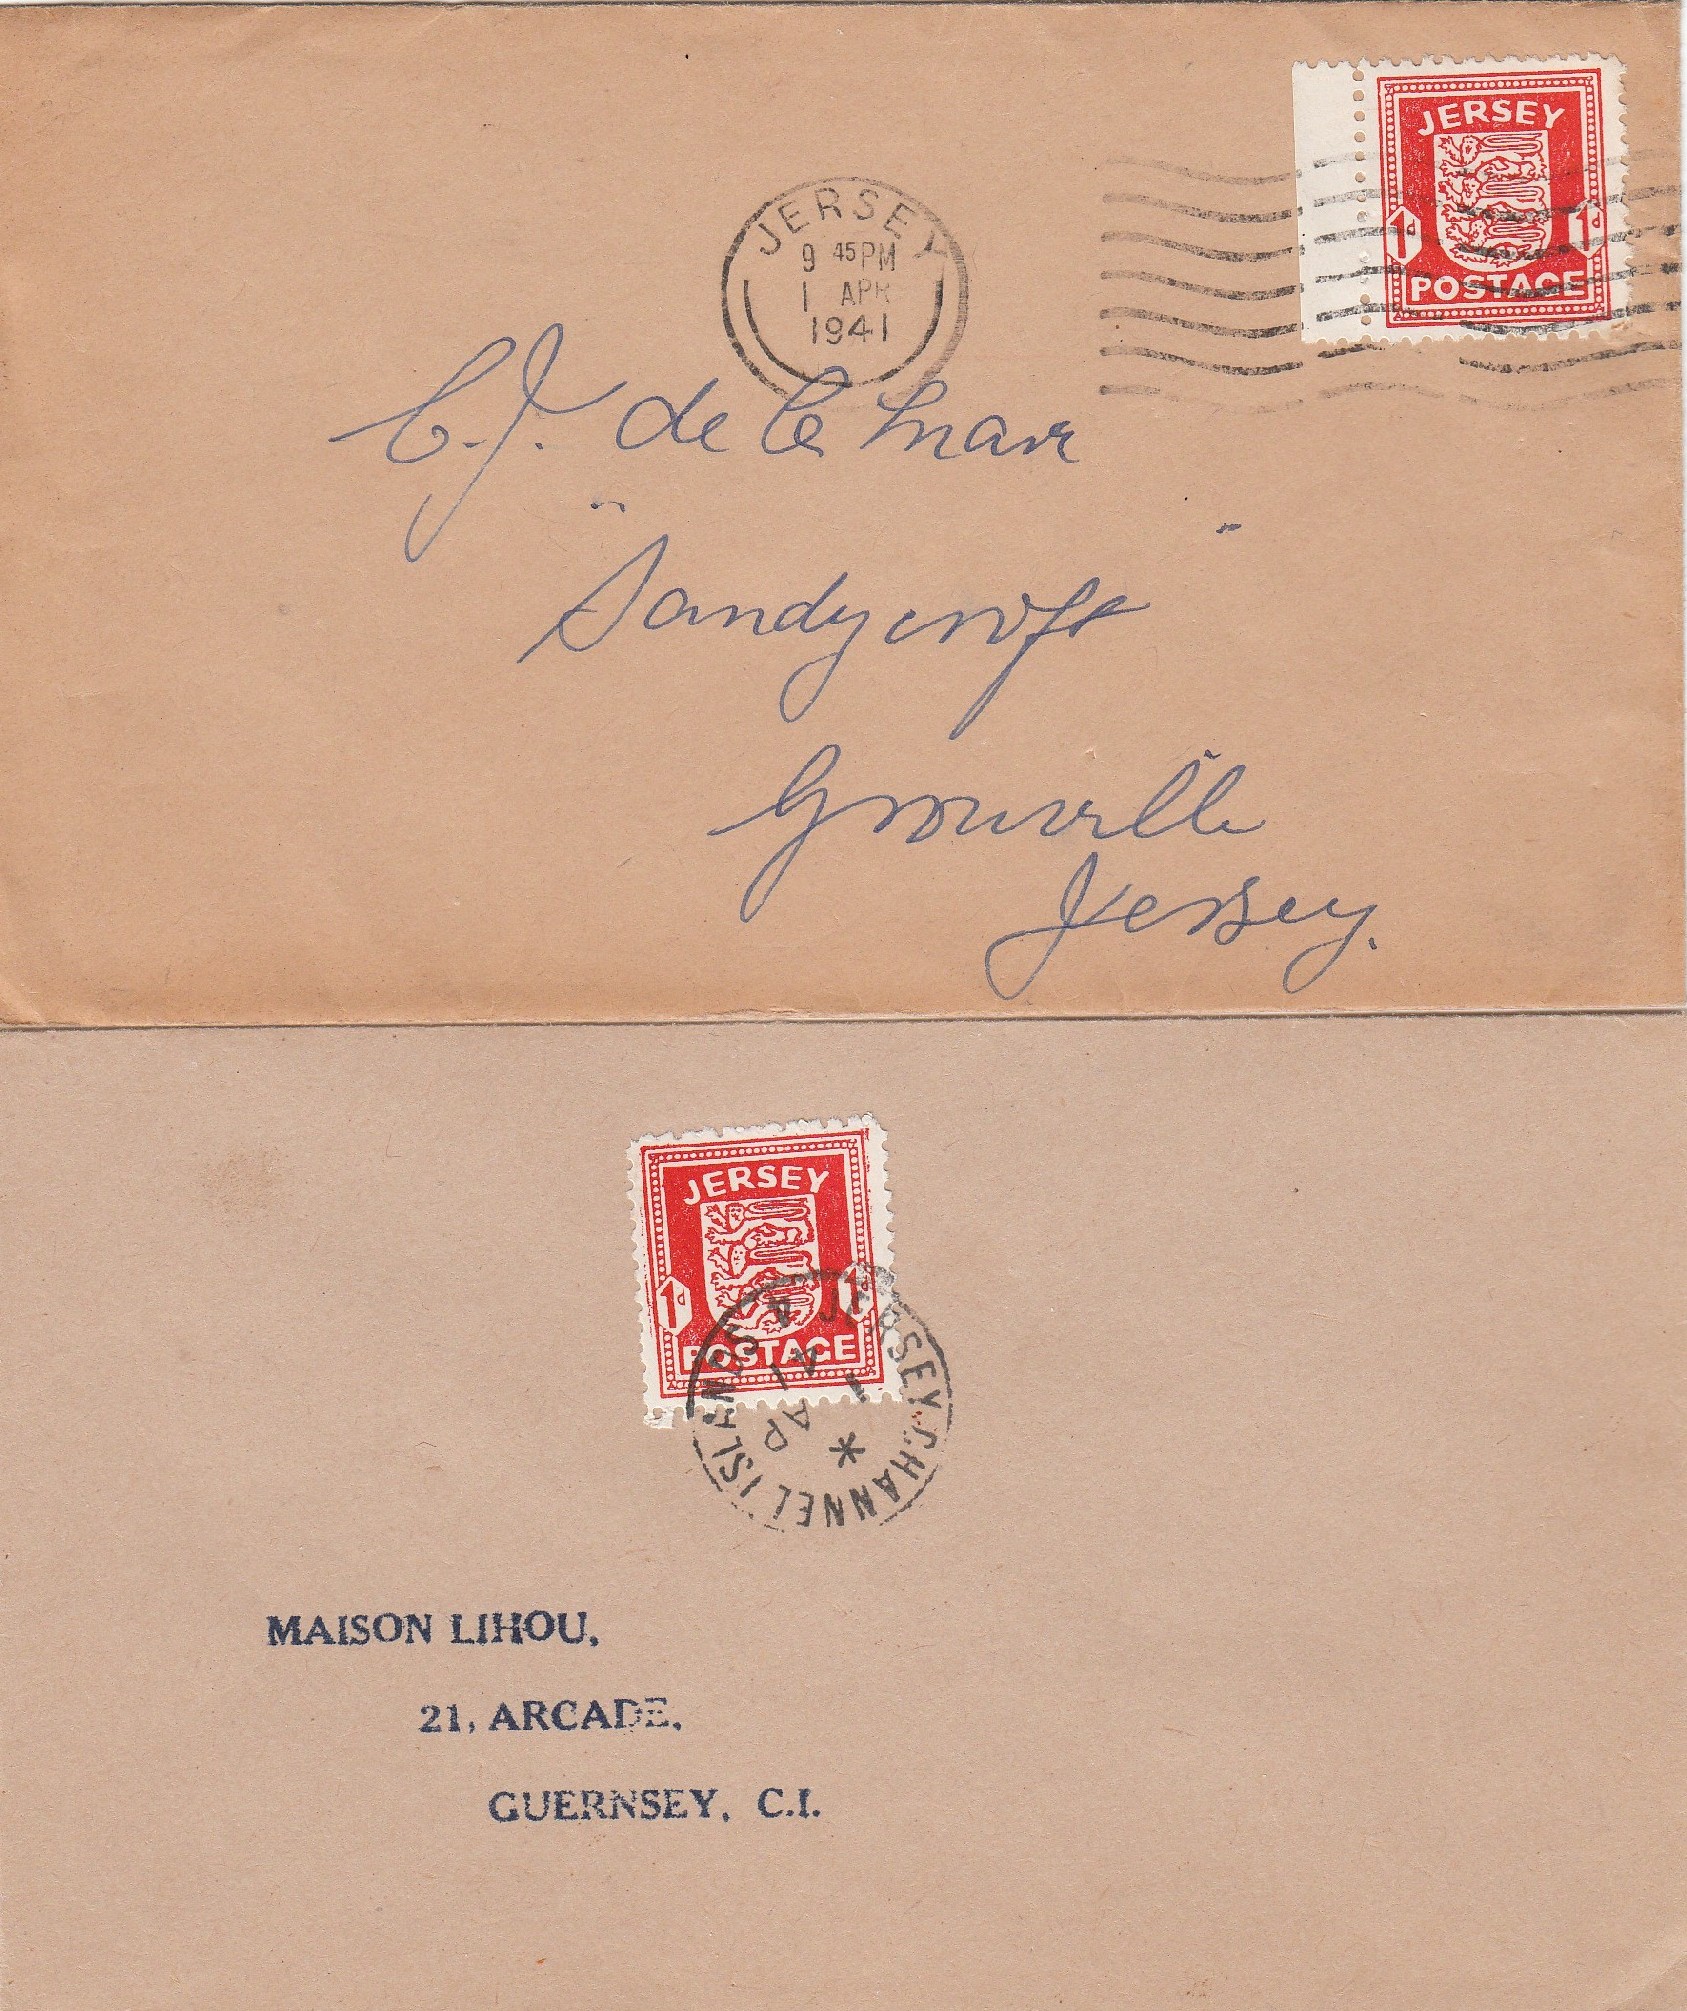 JERSEY
1d 1d
POSTAGE
JERSEY
9 45 PM
1 APR
1941
C.J. de la Mare
"Sandycroft"
Grouville
Jersey.
JERSEY
1d 1d
POSTAGE
JERSEY. CHANNEL ISLANDS
1 AP
41
MAISON LIHOU,
21, ARCADE,
GUERNSEY, C.I.